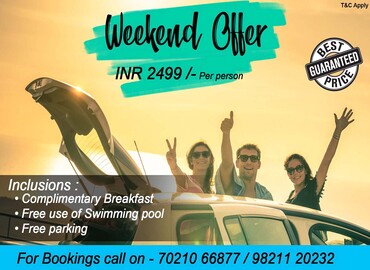 T&C Apply
Weekend Offer
INR 2499 /- Per person
BEST
GUARANTEED
PRICE
Inclusions :
• Complimentary Breakfast
• Free use of Swimming pool
• Free parking
For Bookings call on - 70210 66877 / 98211 20232